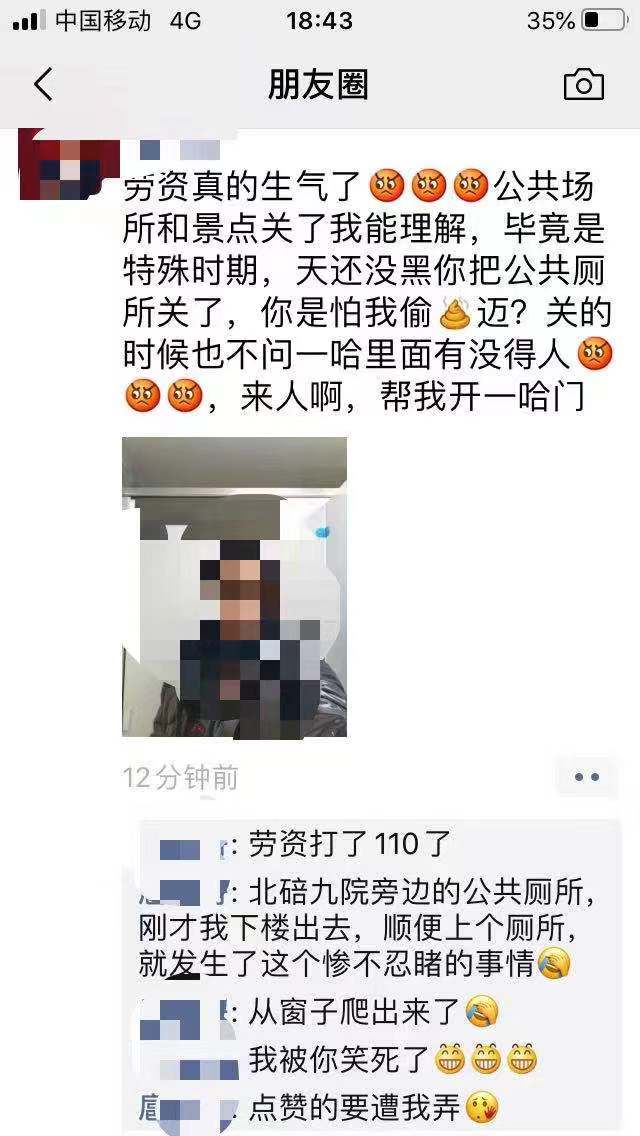 中国移动 4G 18:43 35%
朋友圈
劳资真的生气了😡😡😡公共场
所和景点关了我能理解，毕竟是
特殊时期，天还没黑你把公共厕
所关了，你是怕我偷💩迈？关的
时候也不问一哈里面有没得人😡
😡😡，来人啊，帮我开一哈门
12分钟前
: 劳资打了110了
: 北碚九院旁边的公共厕所，
刚才我下楼出去，顺便上个厕所，
就发生了这个惨不忍睹的事情🤦
: 从窗子爬出来了🤦
我被你笑死了😁😁😁
: 点赞的要遭我弄